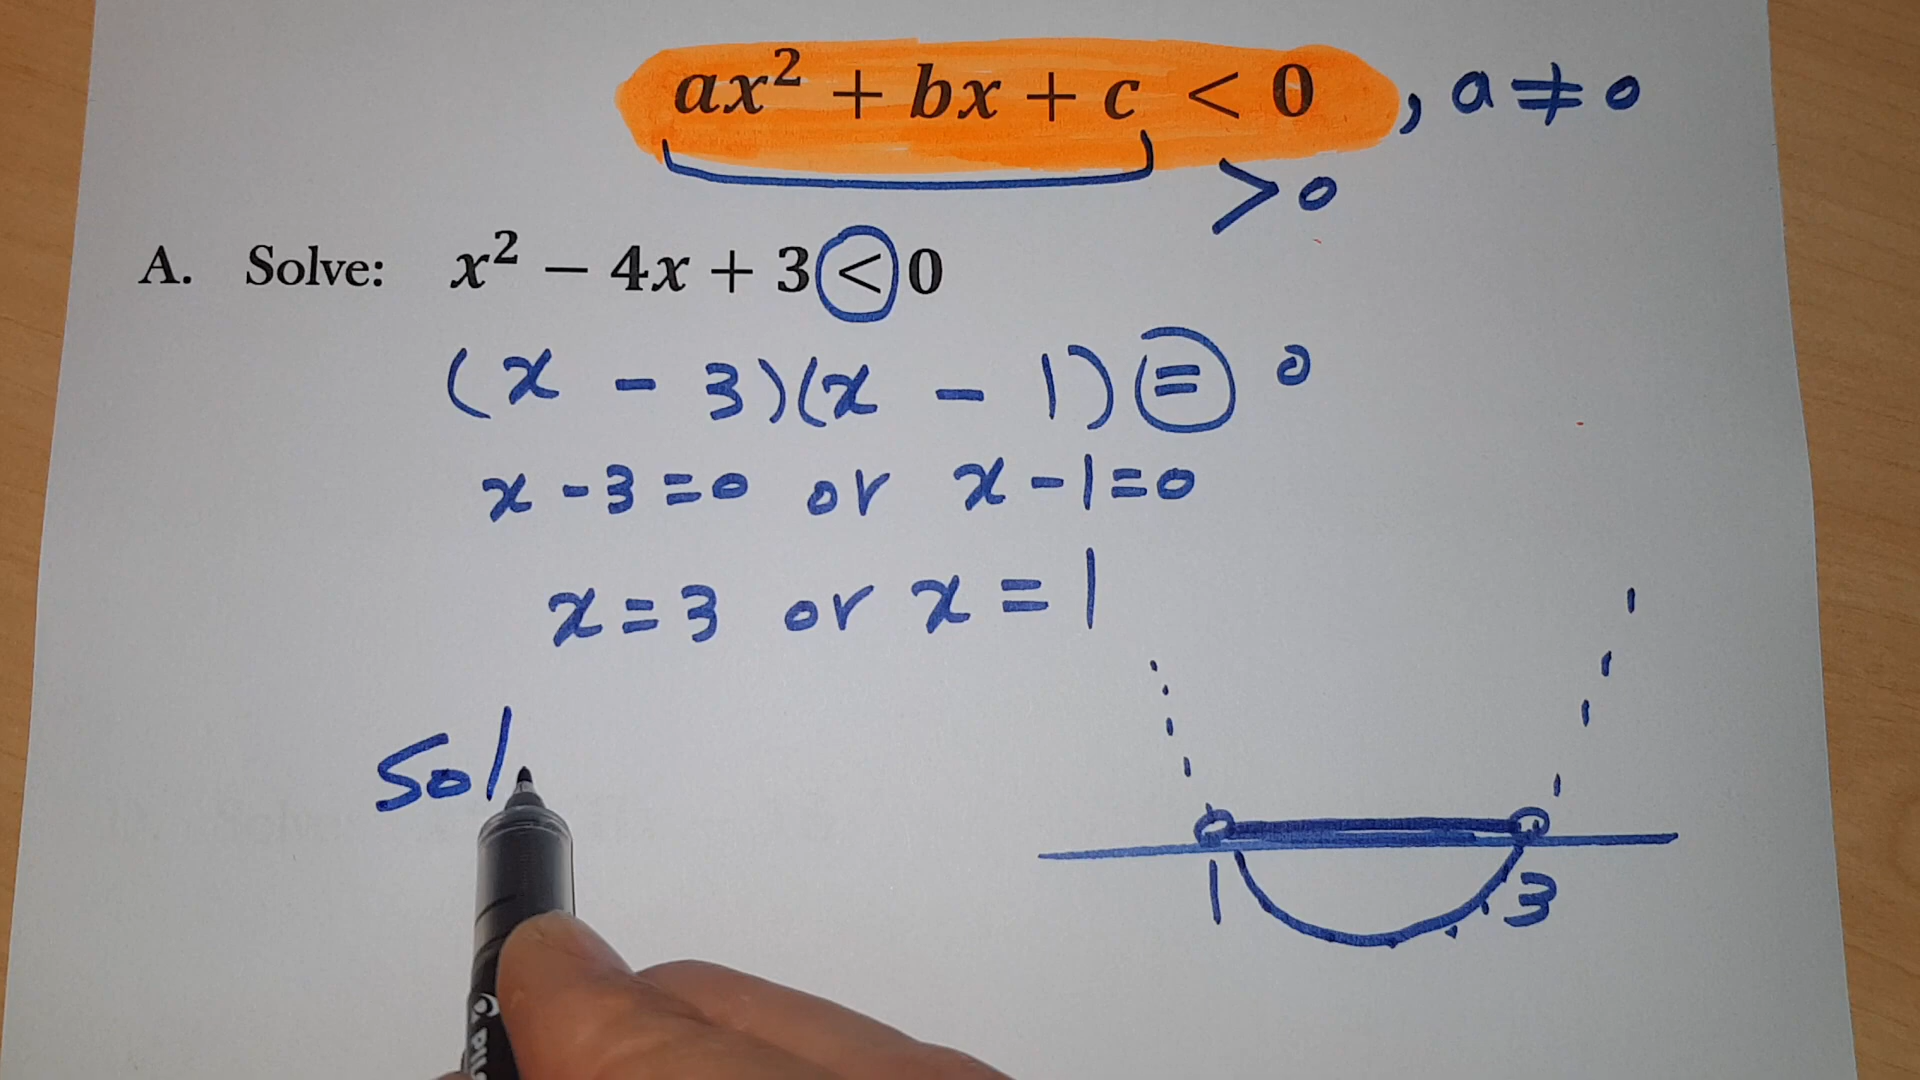 ax² + bx + c < 0 , a ≠ 0
> 0
A. Solve: x² − 4x + 3 < 0
(x - 3)(x - 1) = 0
x - 3 = 0 or x - 1 = 0
x = 3 or x = 1
Sol
1 3